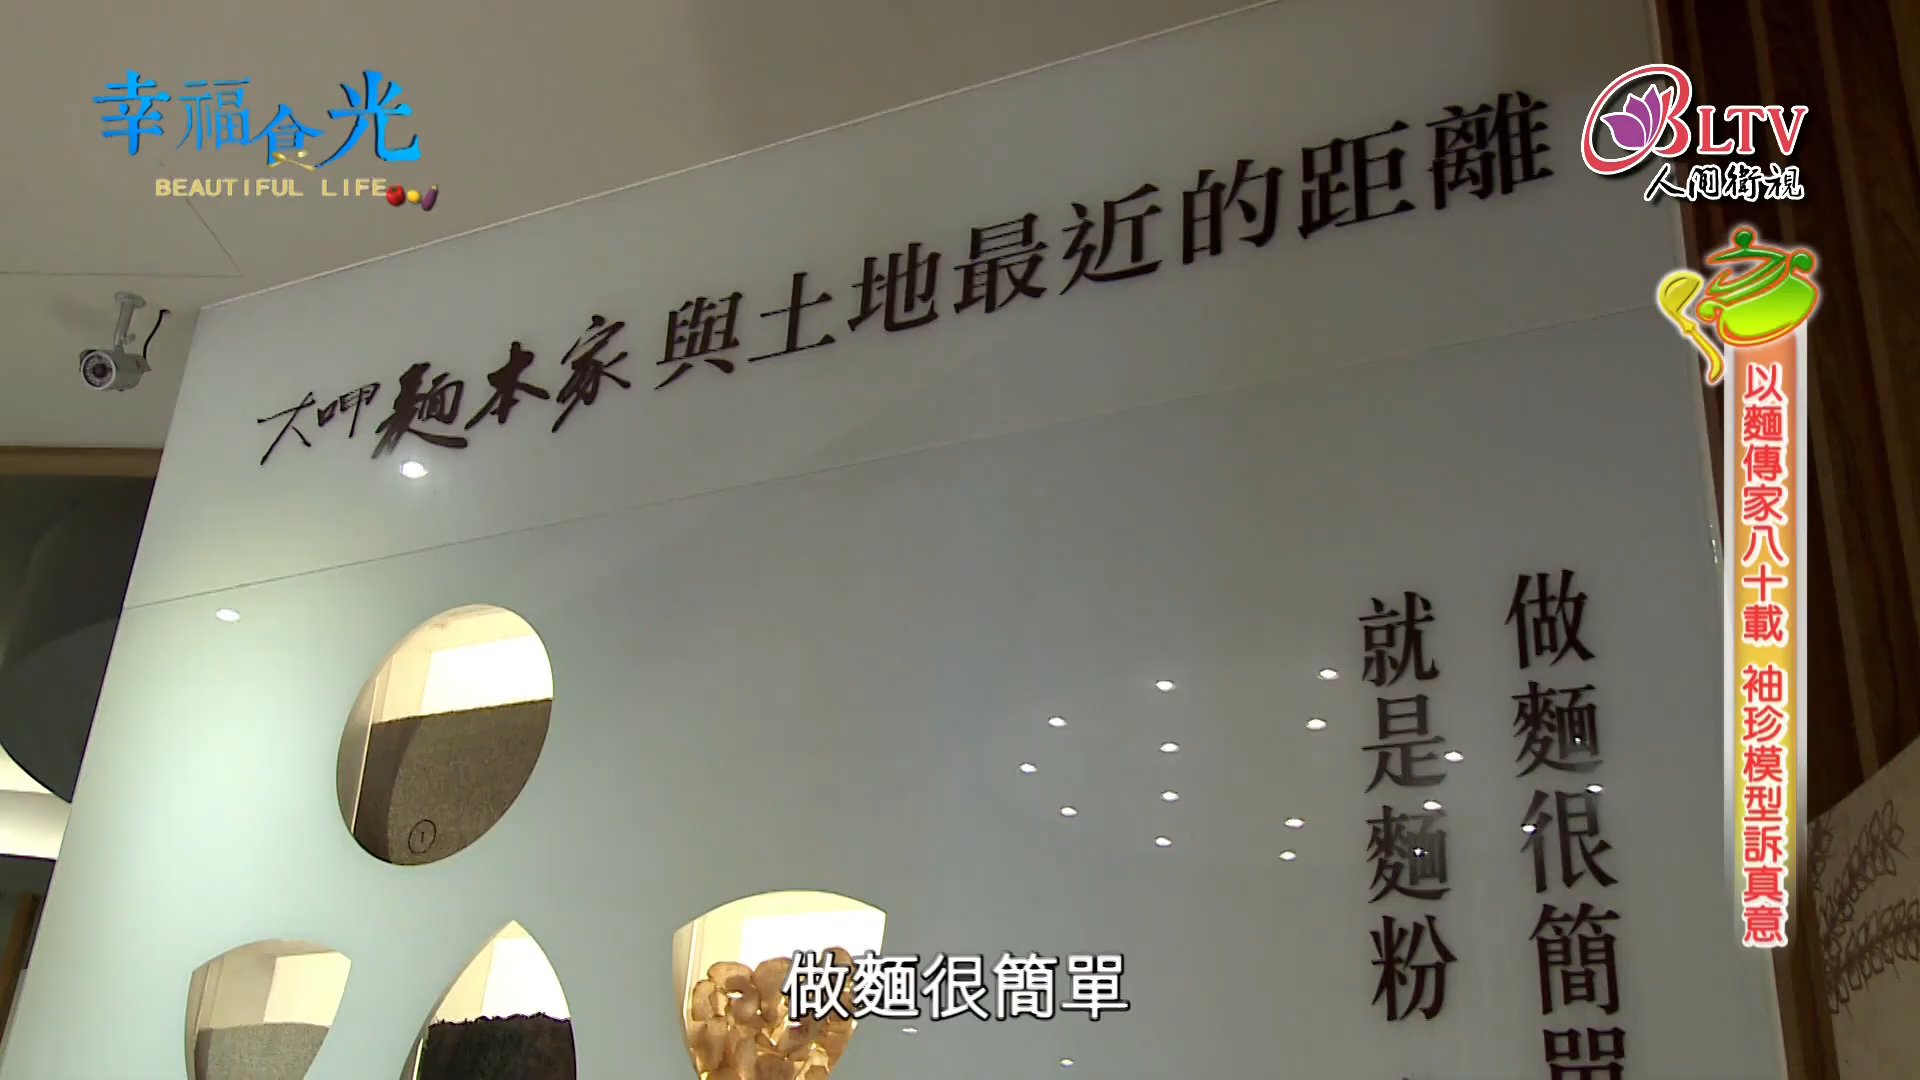 幸福食光
BEAUTIFUL LIFE
BLTV
人間衛視
大呷麵本家 與土地最近的距離
以麵傳家八十載 袖珍模型訴真意
做麵很簡單
就是麵粉
做麵很簡單
1